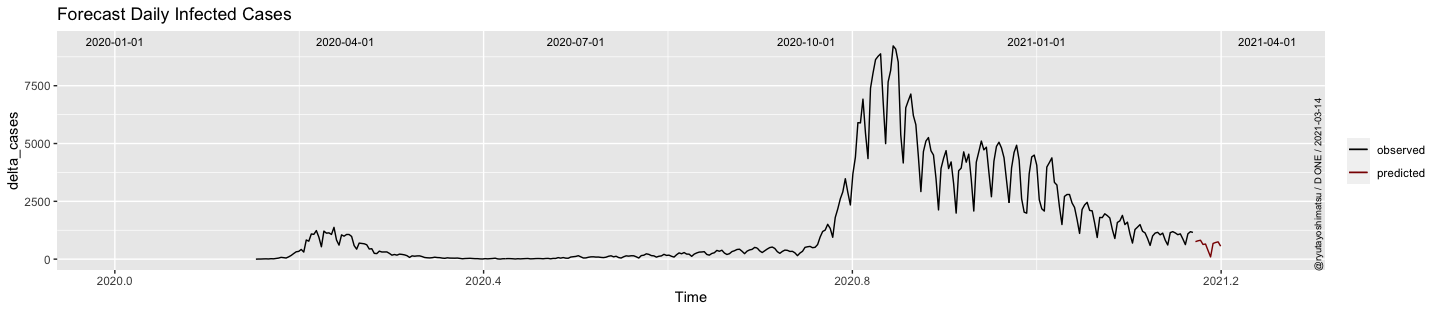 Forecast Daily Infected Cases
2020-01-01 2020-04-01 2020-07-01 2020-10-01 2021-01-01 2021-04-01
7500
5000
2500
0
delta_cases
2020.0 2020.4 2020.8 2021.2
Time
@ryutayoshimatsu / D ONE / 2021-03-14
observed
predicted